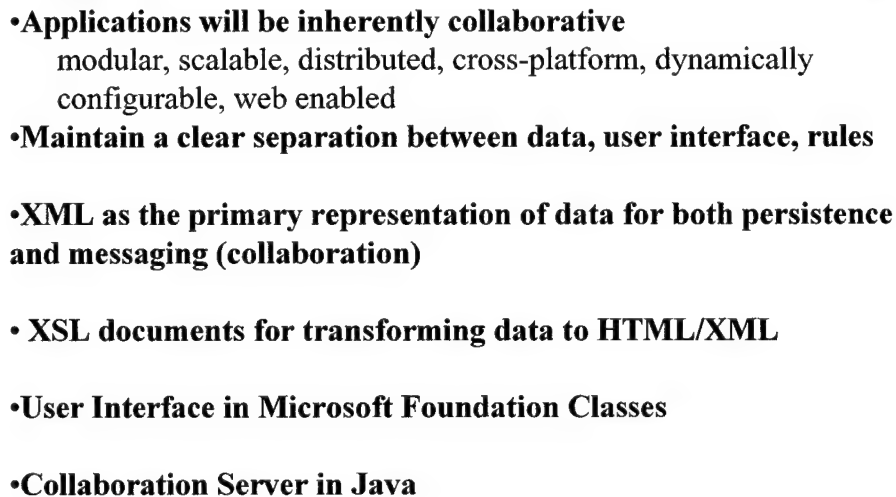 •Applications will be inherently collaborative
modular, scalable, distributed, cross-platform, dynamically
configurable, web enabled
•Maintain a clear separation between data, user interface, rules
•XML as the primary representation of data for both persistence
and messaging (collaboration)
• XSL documents for transforming data to HTML/XML
•User Interface in Microsoft Foundation Classes
•Collaboration Server in Java